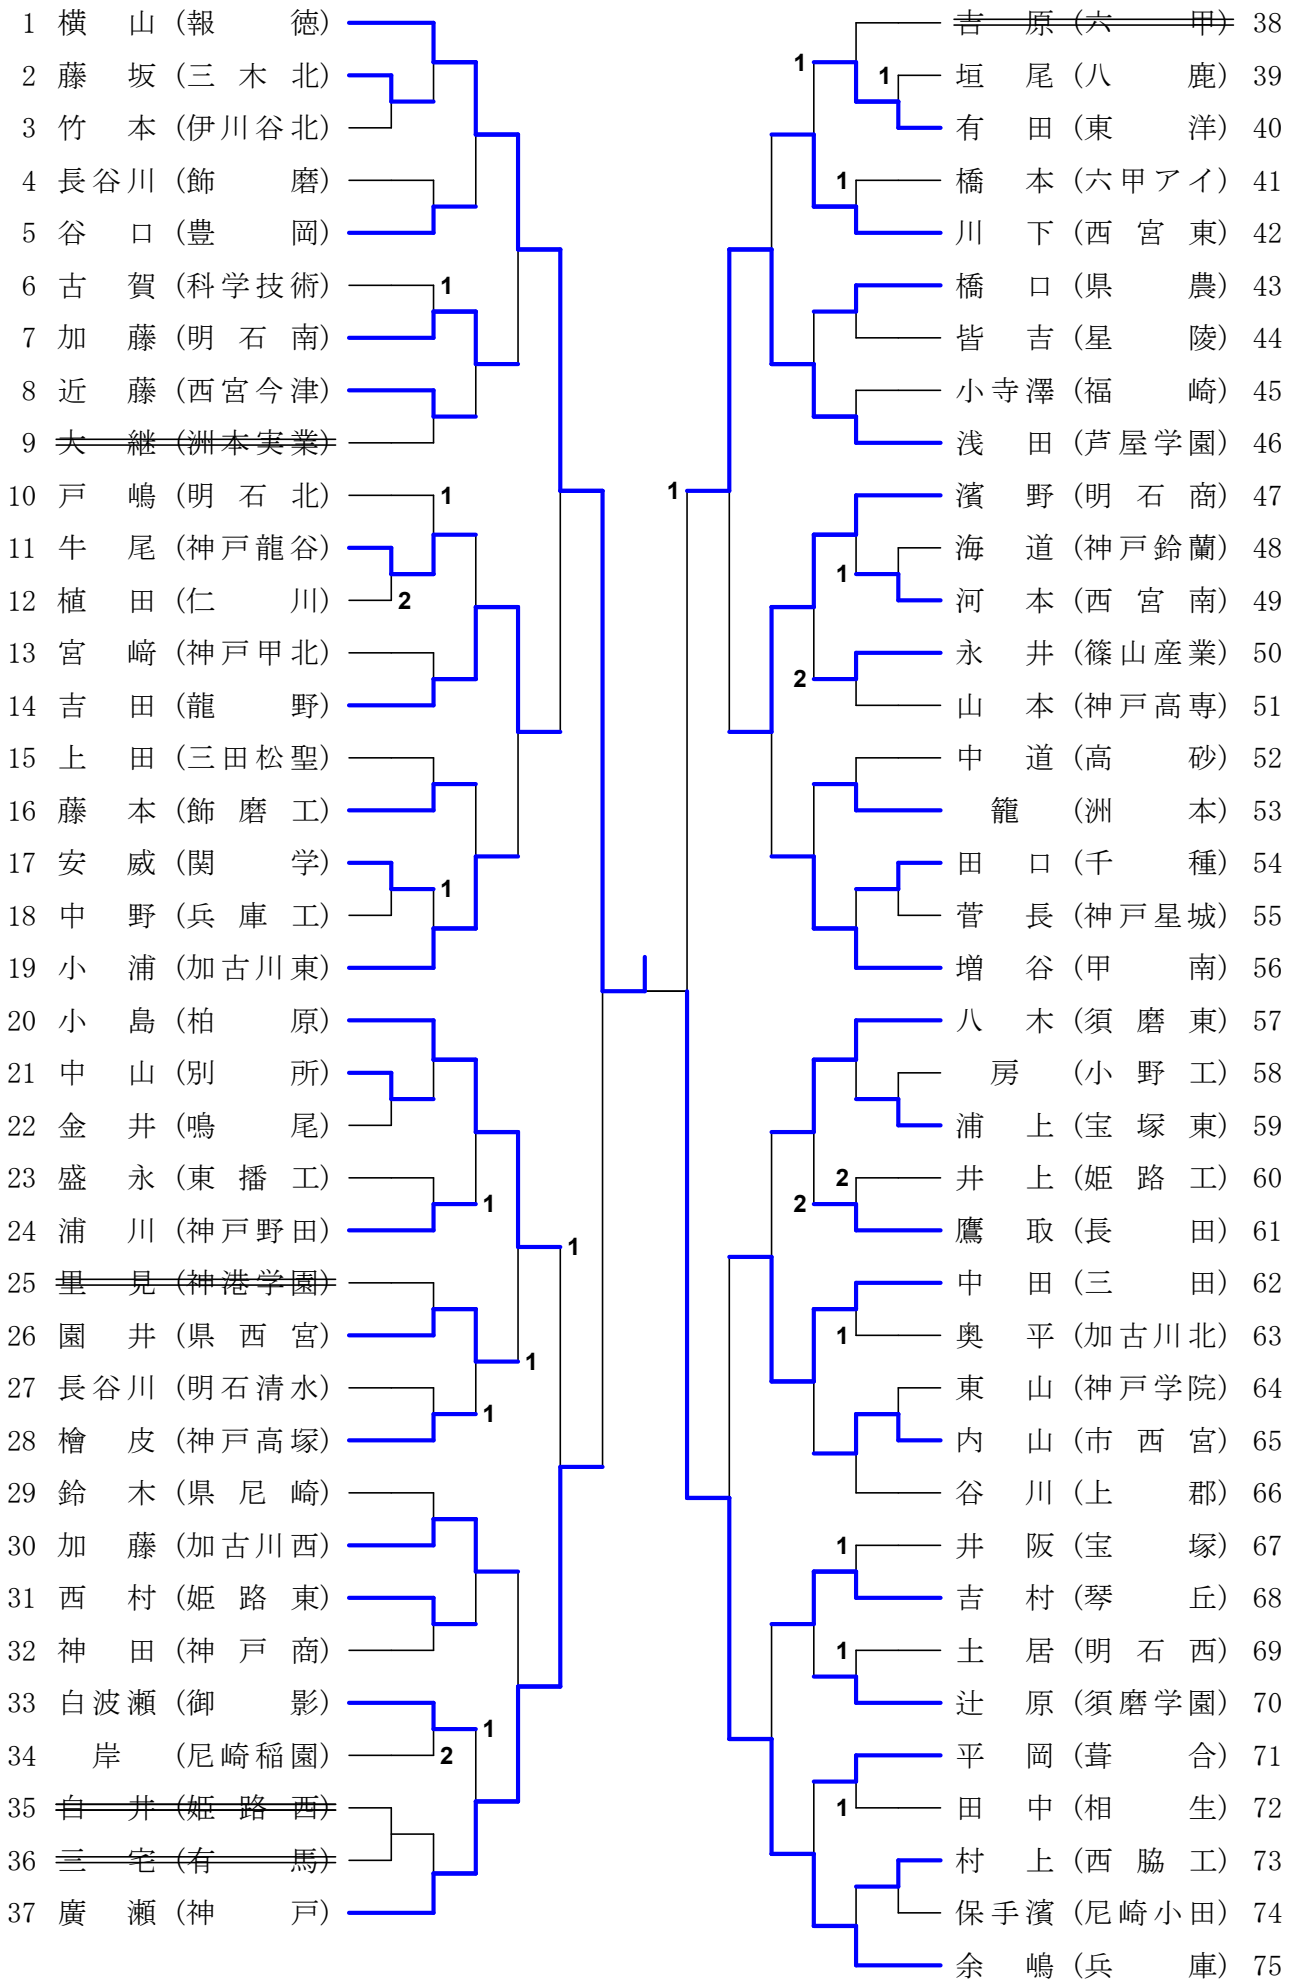 1 横山 (報徳)
2 藤坂 (三木北)
3 竹本 (伊川谷北)
4 長谷川 (飾磨)
5 谷口 (豊岡)
6 古賀 (科学技術) 1
7 加藤 (明石南)
8 近藤 (西宮今津)
9 大継 (洲本実業)
10 戸嶋 (明石北) 1
11 牛尾 (神戸龍谷)
12 植田 (仁川) 2
13 宮﨑 (神戸甲北)
14 吉田 (龍野)
15 上田 (三田松聖)
16 藤本 (飾磨工)
17 安威 (関学)
1
18 中野 (兵庫工)
19 小浦 (加古川東)
20 小島 (柏原)
21 中山 (別所)
22 金井 (鳴尾)
23 盛永 (東播工)
1
24 浦川 (神戸野田)
1
25 里見 (神港学園)
26 園井 (県西宮)
1
27 長谷川 (明石清水)
1
28 檜皮 (神戸高塚)
29 鈴木 (県尼崎)
30 加藤 (加古川西)
31 西村 (姫路東)
32 神田 (神戸商)
33 白波瀬 (御影)
1
34 岸 (尼崎稲園) 2
35 白井 (姫路西)
36 三宅 (有馬)
37 廣瀬 (神戸)
吉原 (六甲) 38
1
1 垣尾 (八鹿) 39
有田 (東洋) 40
1 橋本 (六甲アイ) 41
川下 (西宮東) 42
橋口 (県農) 43
皆吉 (星陵) 44
小寺澤 (福崎) 45
浅田 (芦屋学園) 46
1
濱野 (明石商) 47
海道 (神戸鈴蘭) 48
1
河本 (西宮南) 49
永井 (篠山産業) 50
2
山本 (神戸高専) 51
中道 (高砂) 52
籠 (洲本) 53
田口 (千種) 54
菅長 (神戸星城) 55
増谷 (甲南) 56
八木 (須磨東) 57
房 (小野工) 58
浦上 (宝塚東) 59
2 井上 (姫路工) 60
2
鷹取 (長田) 61
中田 (三田) 62
1 奥平 (加古川北) 63
東山 (神戸学院) 64
内山 (市西宮) 65
谷川 (上郡) 66
1 井阪 (宝塚) 67
吉村 (琴丘) 68
1 土居 (明石西) 69
辻原 (須磨学園) 70
平岡 (葺合) 71
1 田中 (相生) 72
村上 (西脇工) 73
保手濱 (尼崎小田) 74
余嶋 (兵庫) 75